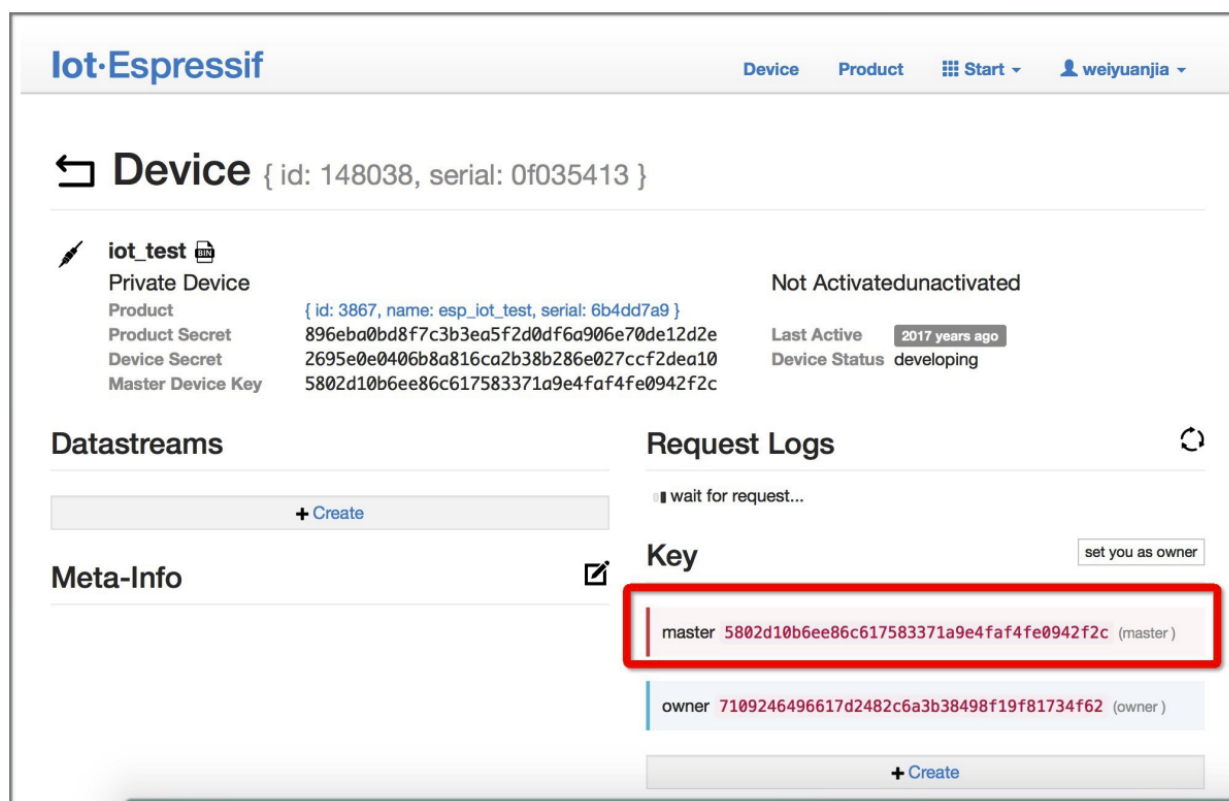 Iot·Espressif
Device Product Start weiyuanjia
Device { id: 148038, serial: 0f035413 }
iot_test BIN
Private Device
Not Activatedunactivated
Product { id: 3867, name: esp_iot_test, serial: 6b4dd7a9 }
Product Secret 896eba0bd8f7c3b3ea5f2d0df6a906e70de12d2e
Last Active 2017 years ago
Device Secret 2695e0e0406b8a816ca2b38b286e027ccf2dea10
Device Status developing
Master Device Key 5802d10b6ee86c617583371a9e4faf4fe0942f2c
Datastreams
+ Create
Meta-Info
Request Logs
wait for request...
Key
set you as owner
master 5802d10b6ee86c617583371a9e4faf4fe0942f2c (master )
owner 7109246496617d2482c6a3b38498f19f81734f62 (owner )
+ Create